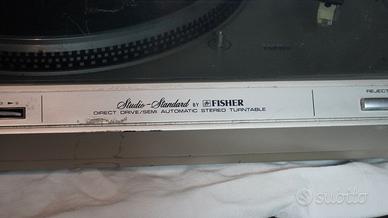 Studio-Standard BY FISHER
DIRECT DRIVE/SEMI AUTOMATIC STEREO TURNTABLE
REJECT
subito